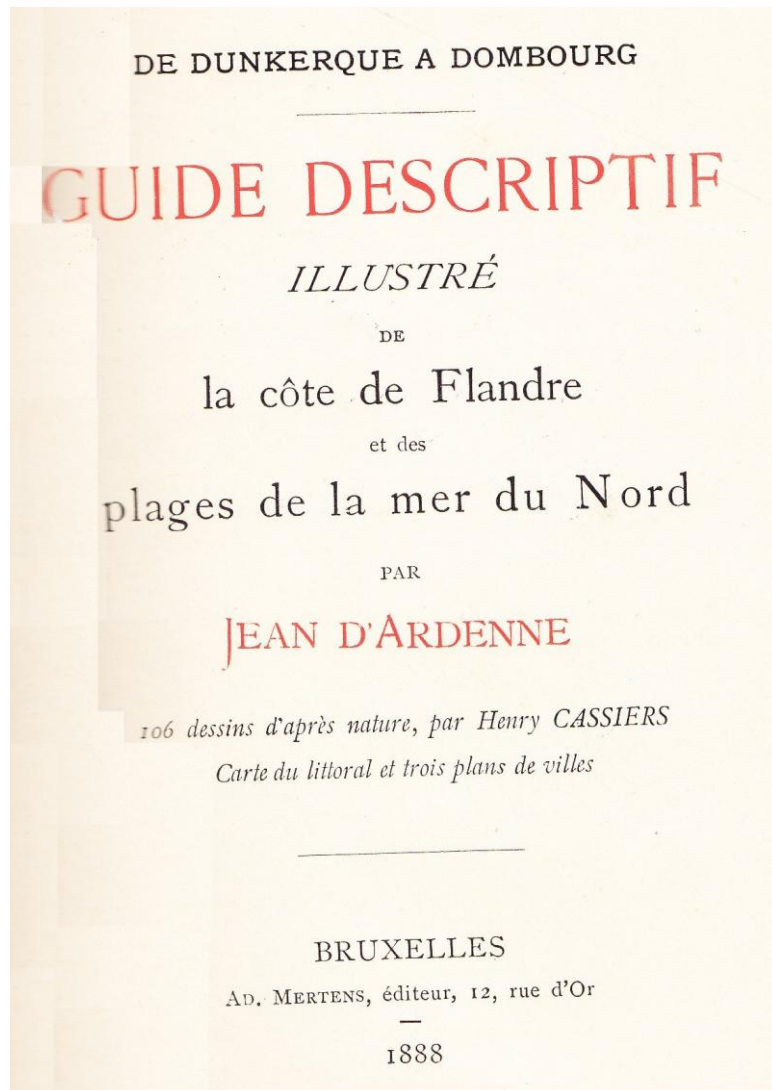 DE DUNKERQUE A DOMBOURG
GUIDE DESCRIPTIF
ILLUSTRÉ
DE
la côte de Flandre
et des
plages de la mer du Nord
PAR
JEAN D'ARDENNE
106 dessins d'après nature, par Henry CASSIERS
Carte du littoral et trois plans de villes
BRUXELLES
AD. MERTENS, éditeur, 12, rue d'Or
1888